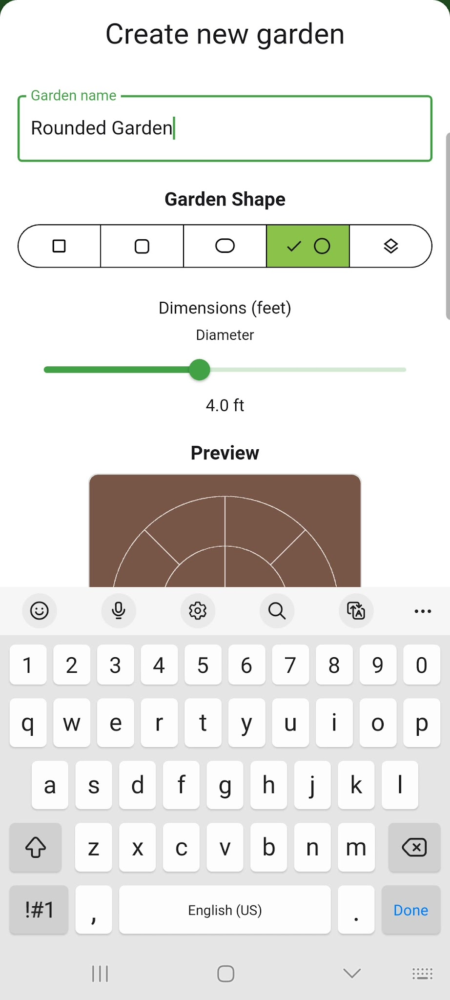 Create new garden
Garden name
Rounded Garden
Garden Shape
Dimensions (feet)
Diameter
4.0 ft
Preview
1 2 3 4 5 6 7 8 9 0
q w e r t y u i o p
a s d f g h j k l
z x c v b n m
!#1 , English (US) . Done